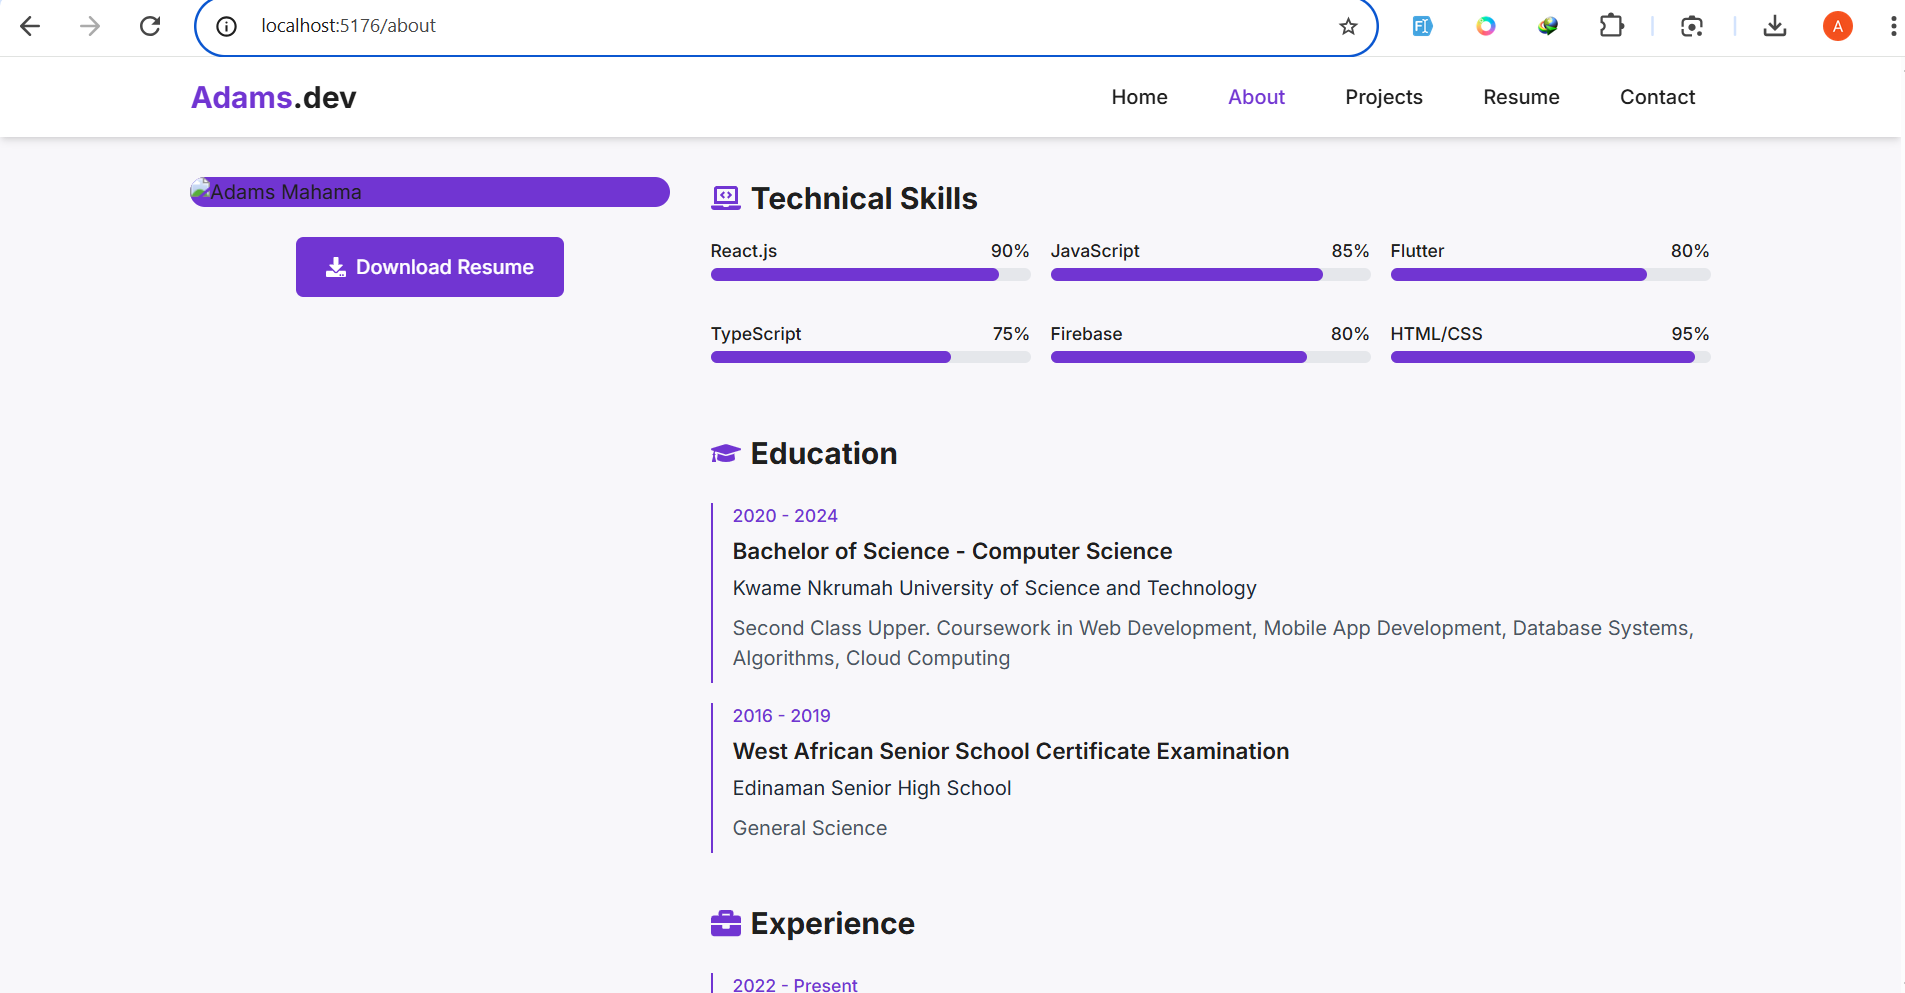 localhost:5176/about
A
Adams.dev
Home About Projects Resume Contact
Adams Mahama
Download Resume
Technical Skills
React.js 90% JavaScript 85% Flutter 80%
TypeScript 75% Firebase 80% HTML/CSS 95%
Education
2020 - 2024
Bachelor of Science - Computer Science
Kwame Nkrumah University of Science and Technology
Second Class Upper. Coursework in Web Development, Mobile App Development, Database Systems,
Algorithms, Cloud Computing
2016 - 2019
West African Senior School Certificate Examination
Edinaman Senior High School
General Science
Experience
2022 - Present